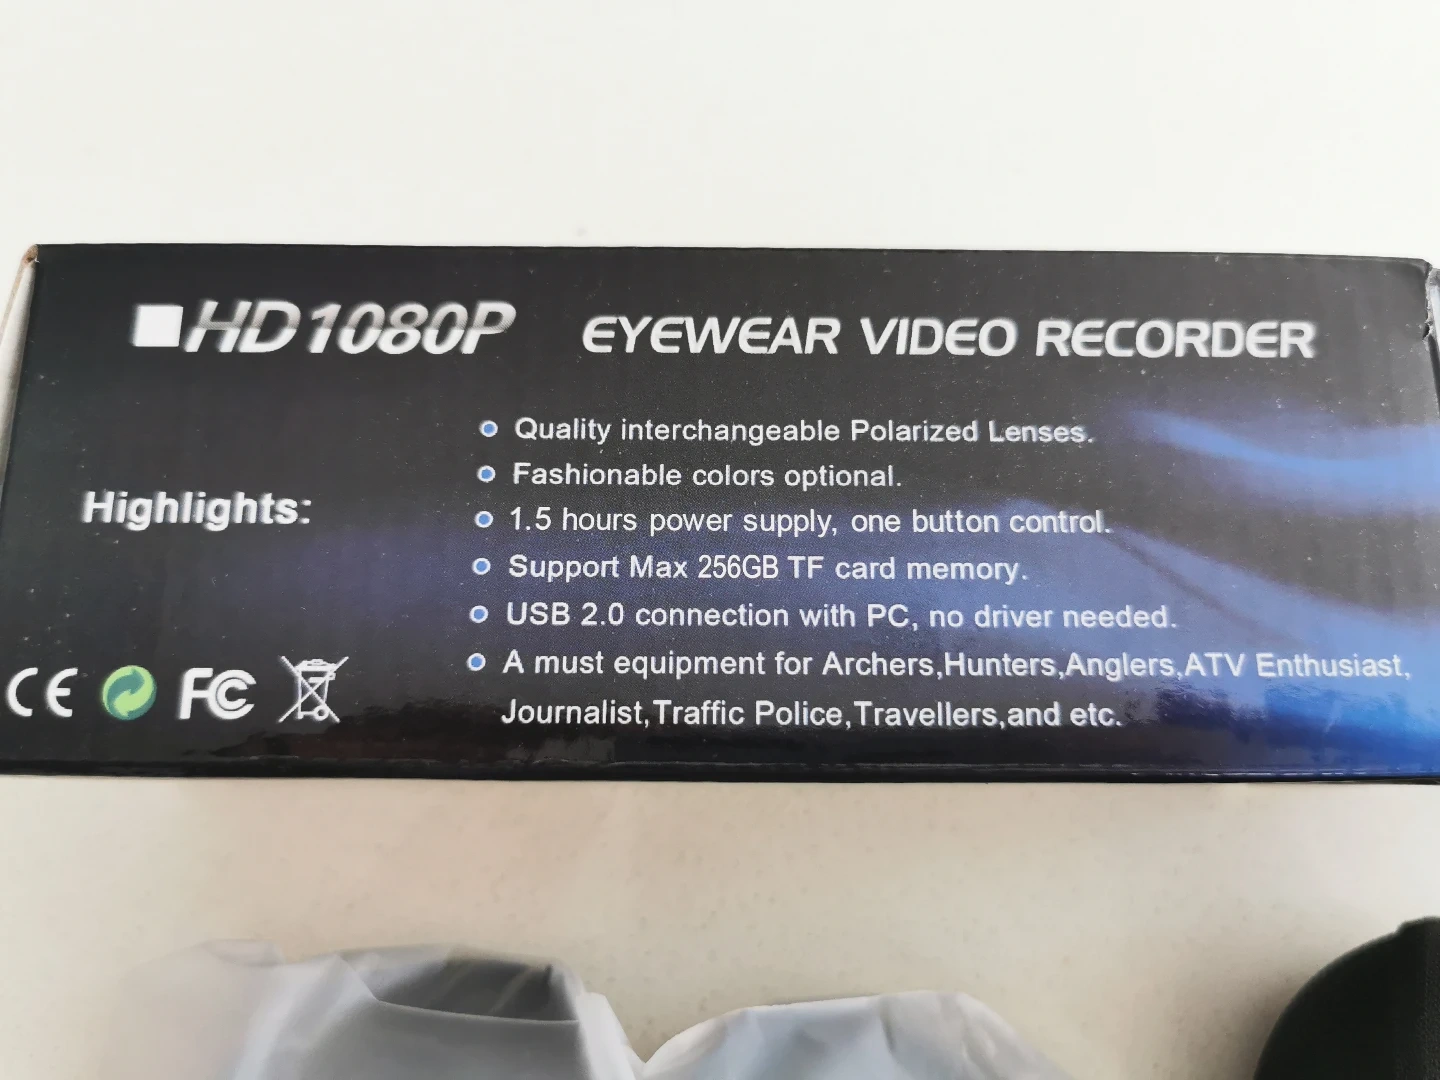 HD1080P EYEWEAR VIDEO RECORDER
Highlights:
Quality interchangeable Polarized Lenses.
Fashionable colors optional.
1.5 hours power supply, one button control.
Support Max 256GB TF card memory.
USB 2.0 connection with PC, no driver needed.
A must equipment for Archers,Hunters,Anglers,ATV Enthusiast,
Journalist,Traffic Police,Travellers,and etc.
CE FC